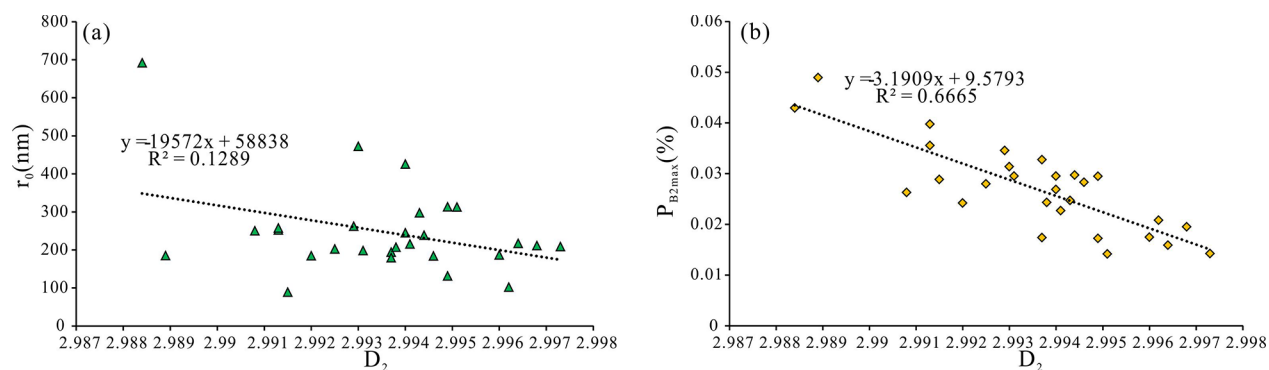 (a)
800
700
600
500
400
300
200
100
0
r₀(nm)
y =-19572x + 58838
R² = 0.1289
2.987 2.988 2.989 2.99 2.991 2.992 2.993 2.994 2.995 2.996 2.997 2.998
D₂
(b)
0.06
0.05
0.04
0.03
0.02
0.01
0
P_B2max(%)
y =-3.1909x + 9.5793
R² = 0.6665
2.987 2.988 2.989 2.99 2.991 2.992 2.993 2.994 2.995 2.996 2.997 2.998
D₂